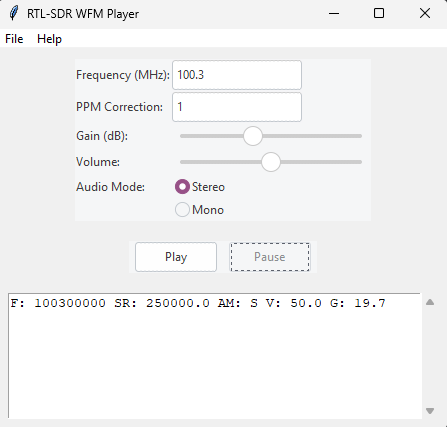 RTL-SDR WFM Player
File Help
Frequency (MHz): 100.3
PPM Correction: 1
Gain (dB):
Volume:
Audio Mode: Stereo
Mono
Play Pause
F: 100300000 SR: 250000.0 AM: S V: 50.0 G: 19.7